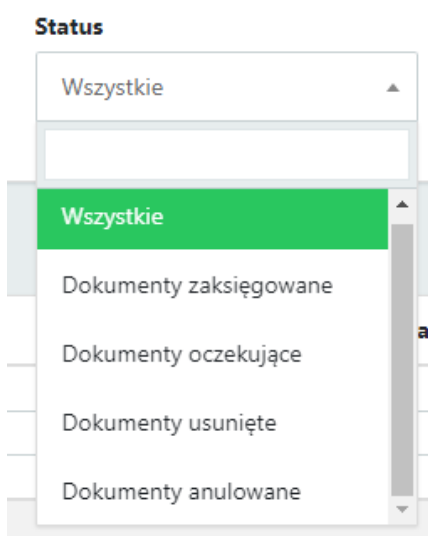 Status
Wszystkie
Wszystkie
Dokumenty zaksięgowane
Dokumenty oczekujące
Dokumenty usunięte
Dokumenty anulowane